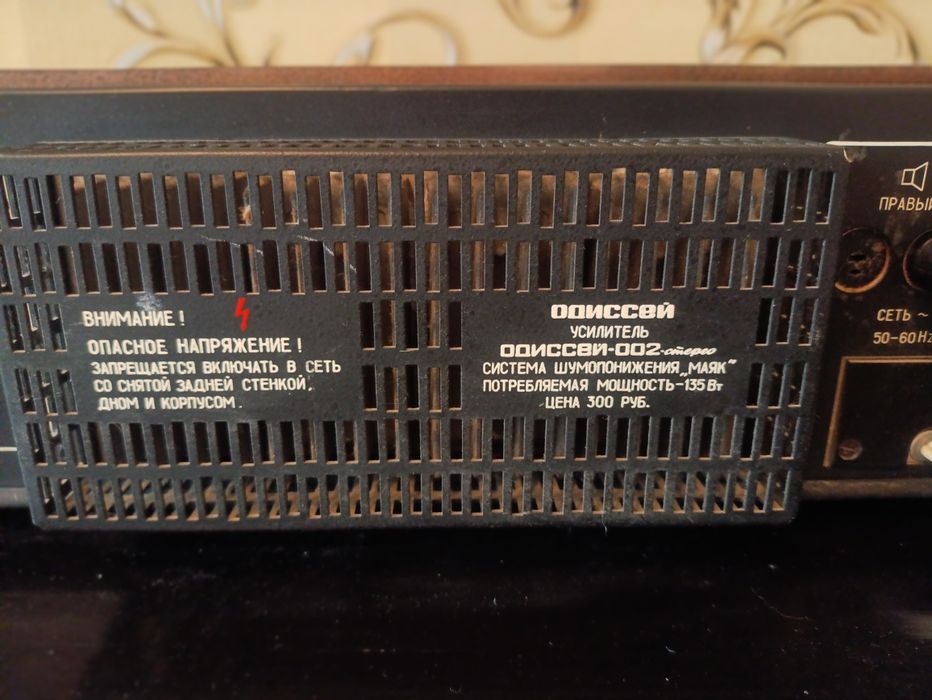 ВНИМАНИЕ!
ОПАСНОЕ НАПРЯЖЕНИЕ!
ЗАПРЕЩАЕТСЯ ВКЛЮЧАТЬ В СЕТЬ
СО СНЯТОЙ ЗАДНЕЙ СТЕНКОЙ,
ДНОМ И КОРПУСОМ.
ОДИССЕЙ
УСИЛИТЕЛЬ
ОДИССЕЙ-002-стерео
СИСТЕМА ШУМОПОНИЖЕНИЯ „МАЯК"
ПОТРЕБЛЯЕМАЯ МОЩНОСТЬ-135 Вт
ЦЕНА 300 РУБ.
ПРАВЫЙ
СЕТЬ ~
50-60 Hz